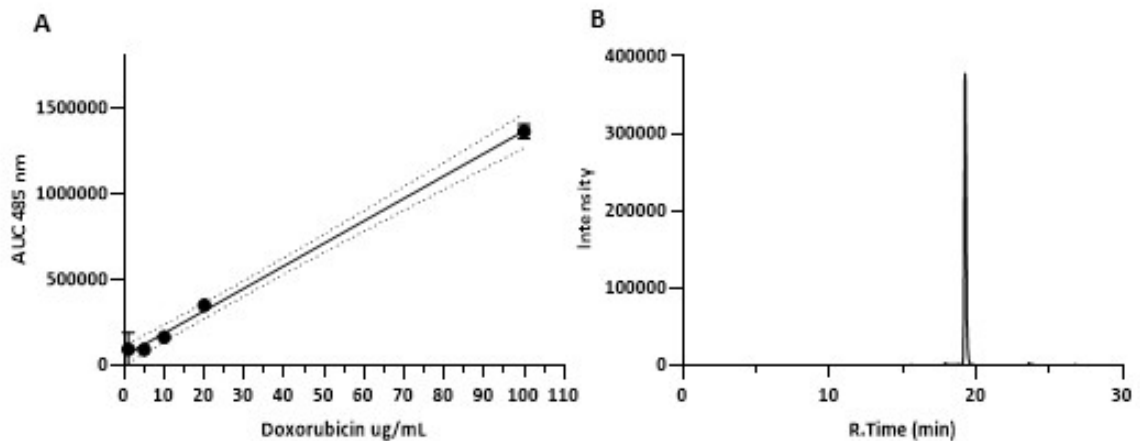 A
AUC 485 nm
1500000
1000000
500000
0
0 10 20 30 40 50 60 70 80 90 100 110
Doxorubicin ug/mL
B
Intensity
400000
300000
200000
100000
0
0 10 20 30
R.Time (min)